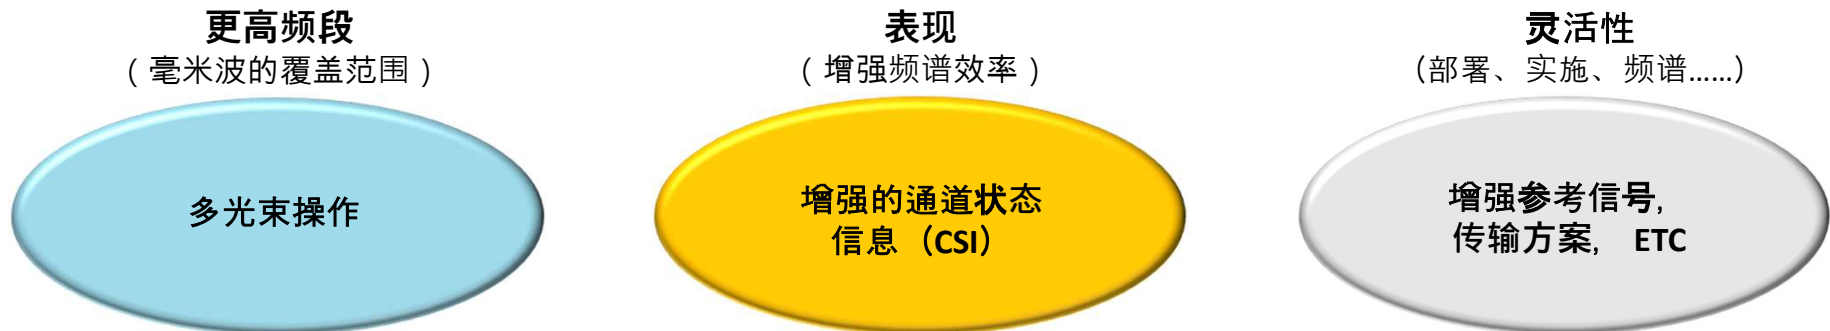 更高频段
（毫米波的覆盖范围）
多光束操作
表现
（增强频谱效率）
增强的通道状态
信息（CSI）
灵活性
（部署、实施、频谱……）
增强参考信号,
传输方案, ETC